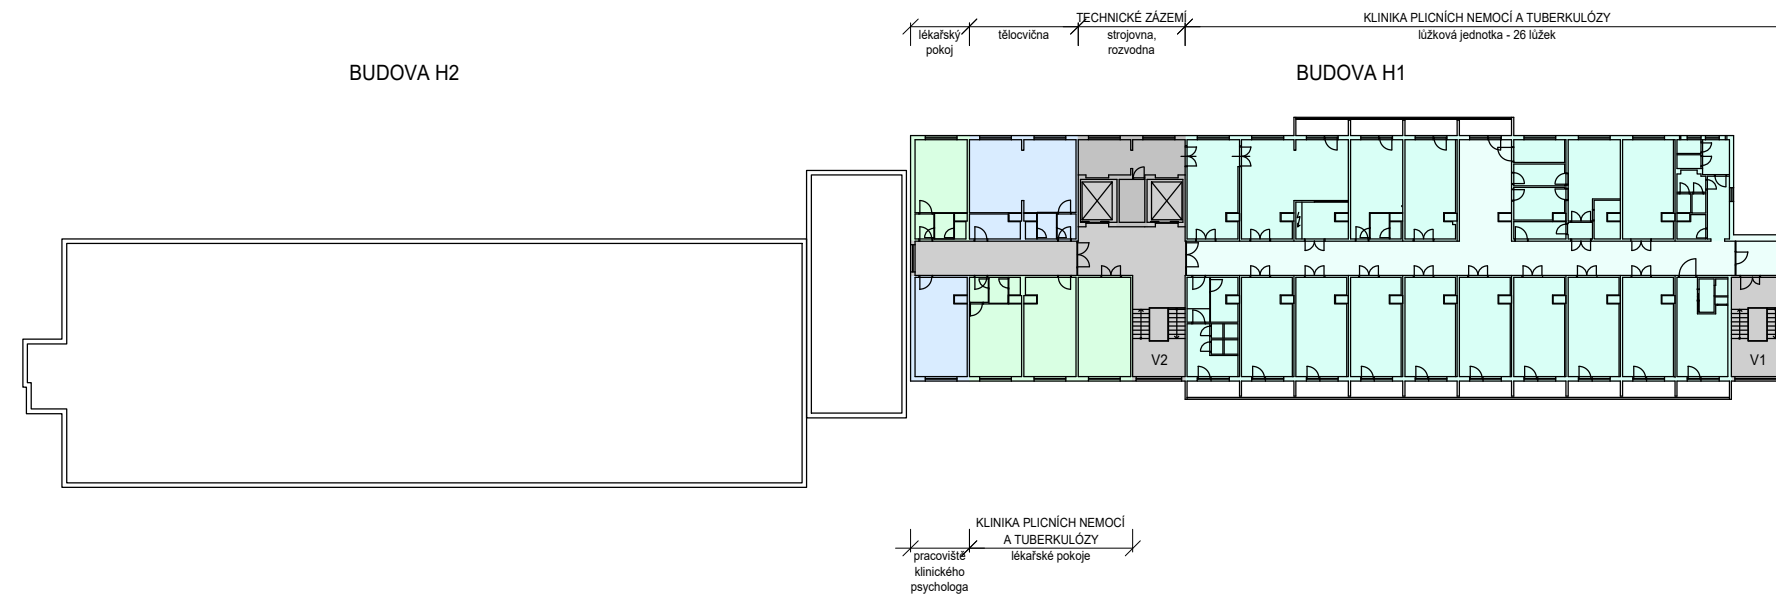 TECHNICKÉ ZÁZEMÍ
KLINIKA PLICNÍCH NEMOCÍ A TUBERKULÓZY
lékařský
pokoj
tělocvična
strojovna,
rozvodna
lůžková jednotka - 26 lůžek
BUDOVA H2
BUDOVA H1
V2
V1
KLINIKA PLICNÍCH NEMOCÍ
A TUBERKULÓZY
lékařské pokoje
pracoviště
klinického
psychologa